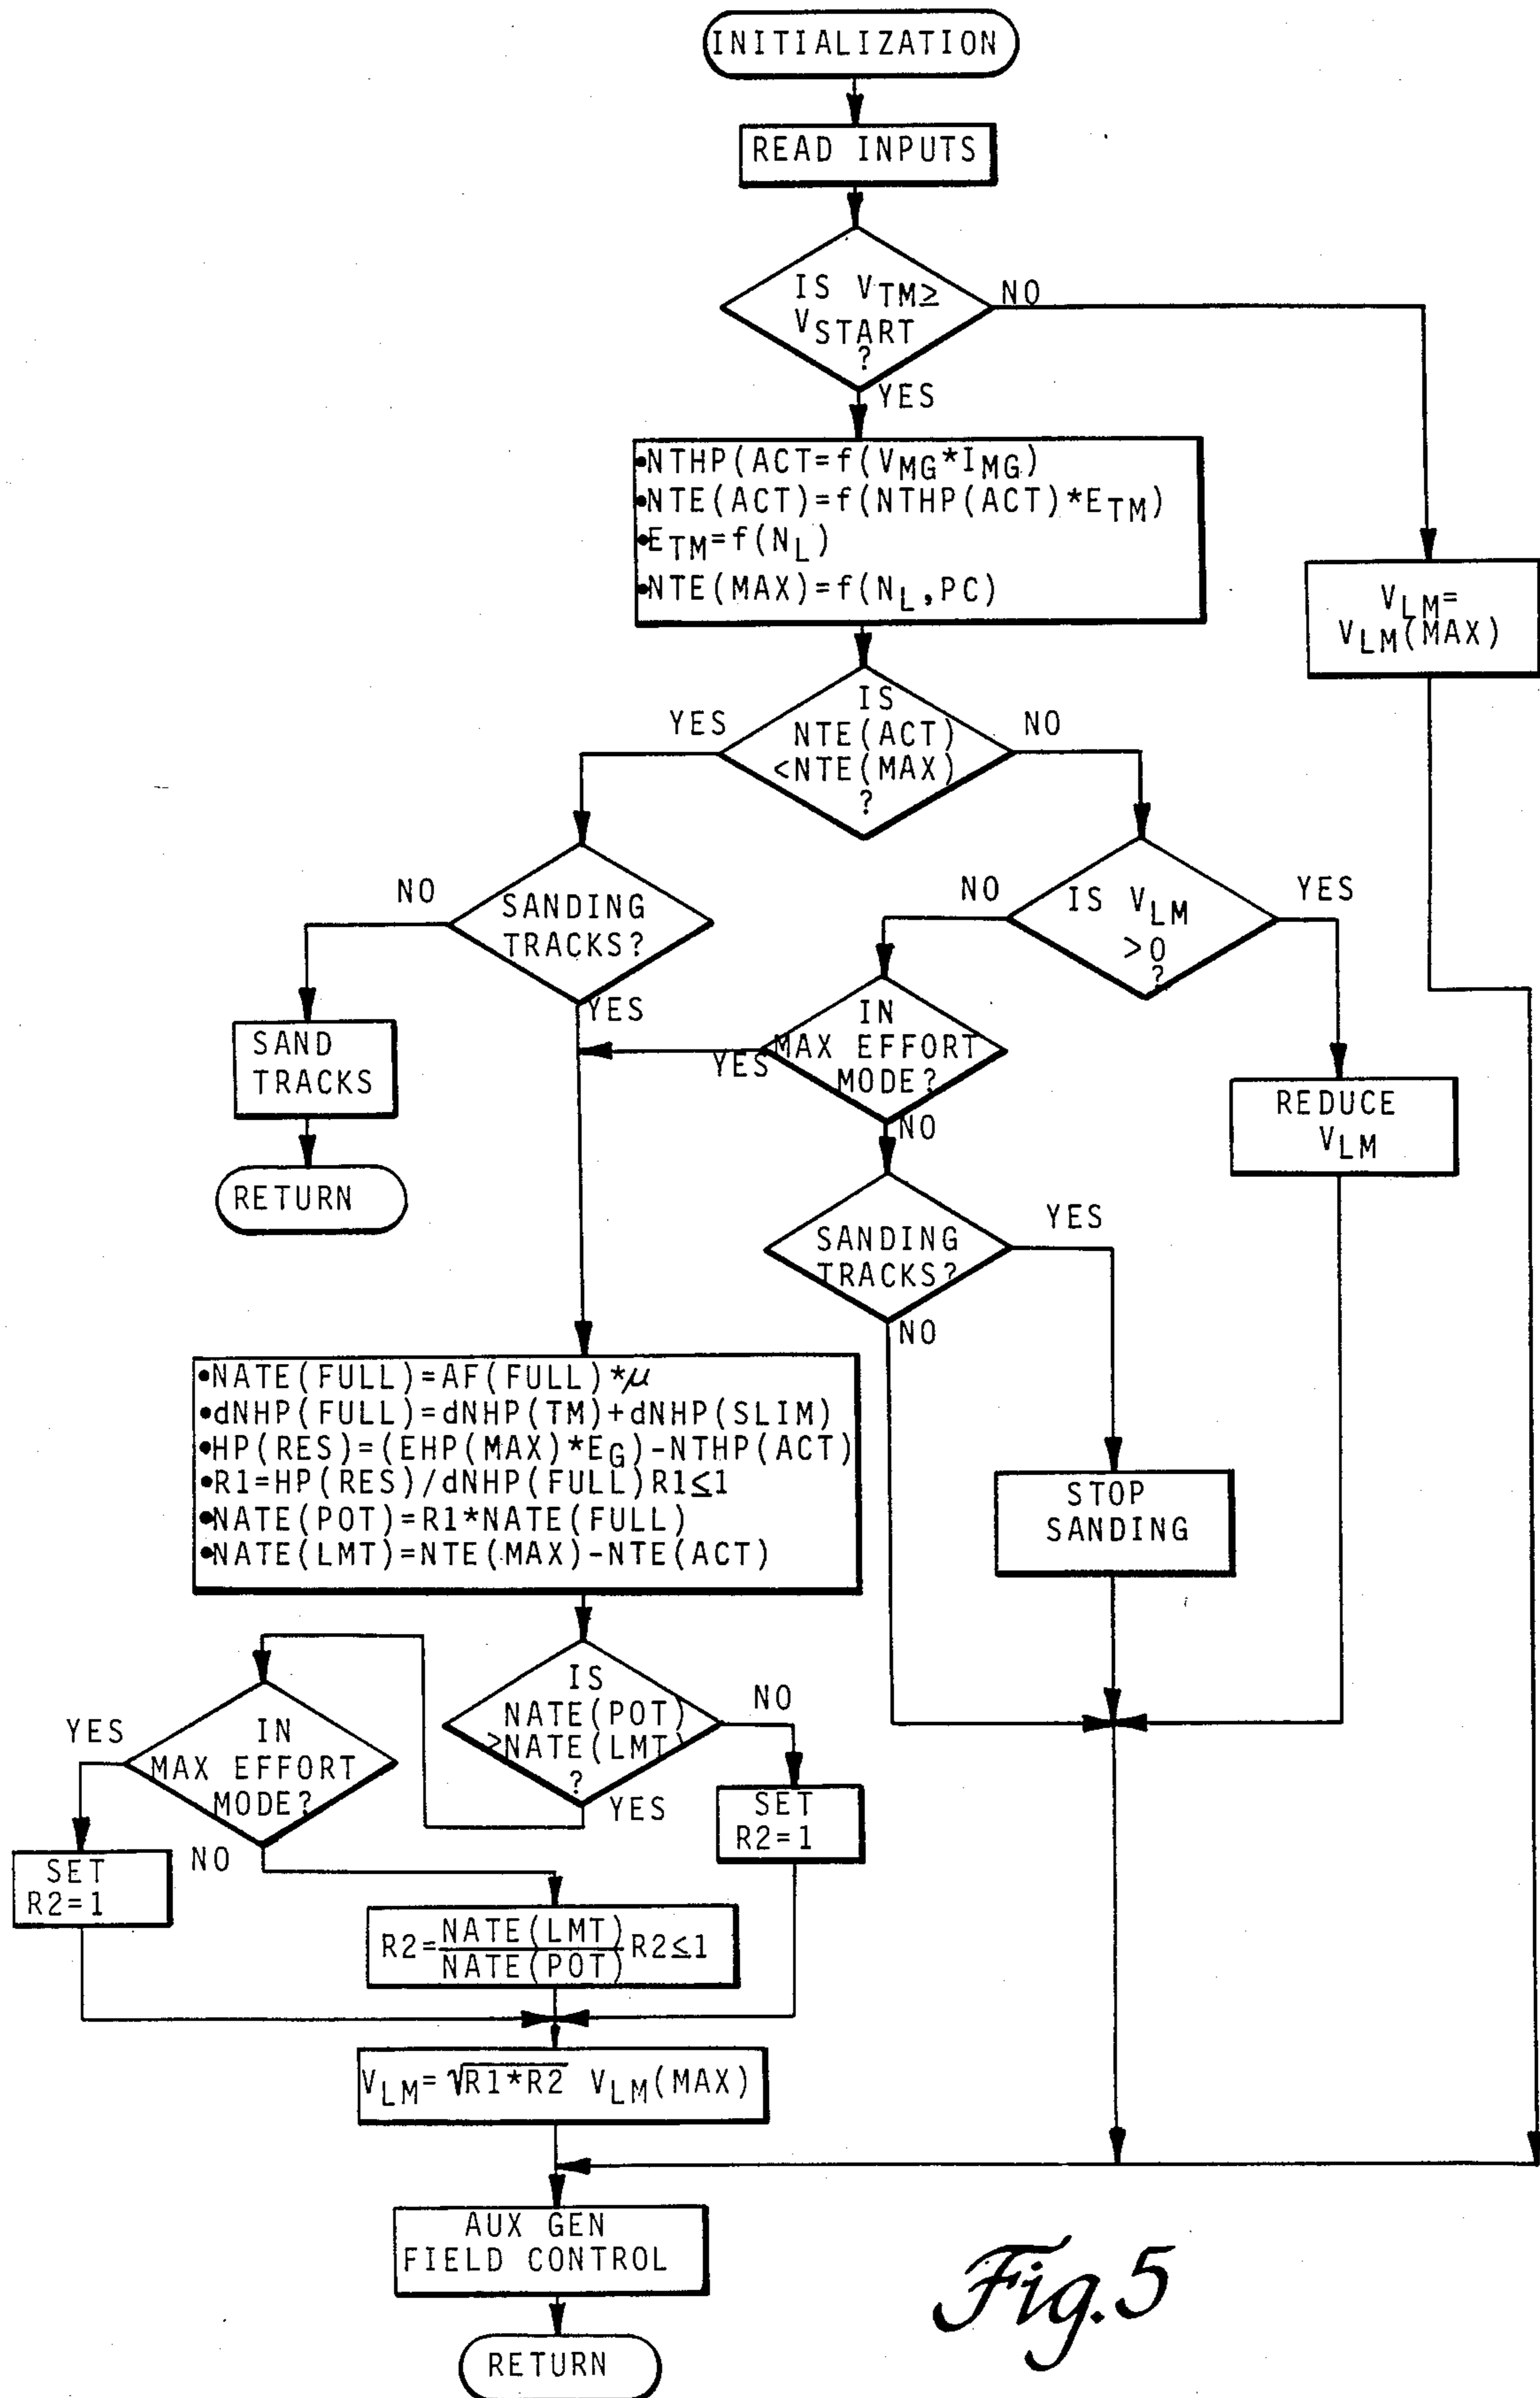 INITIALIZATION
READ INPUTS
IS VTM≥
VSTART
?
NO
YES
•NTHP(ACT=f(VMG*IMG)
•NTE(ACT)=f(NTHP(ACT)*ETM)
•ETM=f(NL)
•NTE(MAX)=f(NL,PC)
VLM=
VLM(MAX)
IS
NTE(ACT)
<NTE(MAX)
?
YES
NO
SANDING
TRACKS?
NO
YES
IS VLM
>0
?
NO
YES
SAND
TRACKS
RETURN
IN
MAX EFFORT
MODE?
YES
NO
REDUCE
VLM
SANDING
TRACKS?
YES
NO
•NATE(FULL)=AF(FULL)*μ
•dNHP(FULL)=dNHP(TM)+dNHP(SLIM)
•HP(RES)=(EHP(MAX)*EG)-NTHP(ACT)
•R1=HP(RES)/dNHP(FULL)R1≤1
•NATE(POT)=R1*NATE(FULL)
•NATE(LMT)=NTE(MAX)-NTE(ACT)
STOP
SANDING
IS
NATE(POT)
≥NATE(LMT)
?
NO
YES
IN
MAX EFFORT
MODE?
YES
NO
SET
R2=1
SET
R2=1
R2=NATE(LMT)/NATE(POT) R2≤1
VLM=√R1*R2 VLM(MAX)
AUX GEN
FIELD CONTROL
RETURN
Fig.5